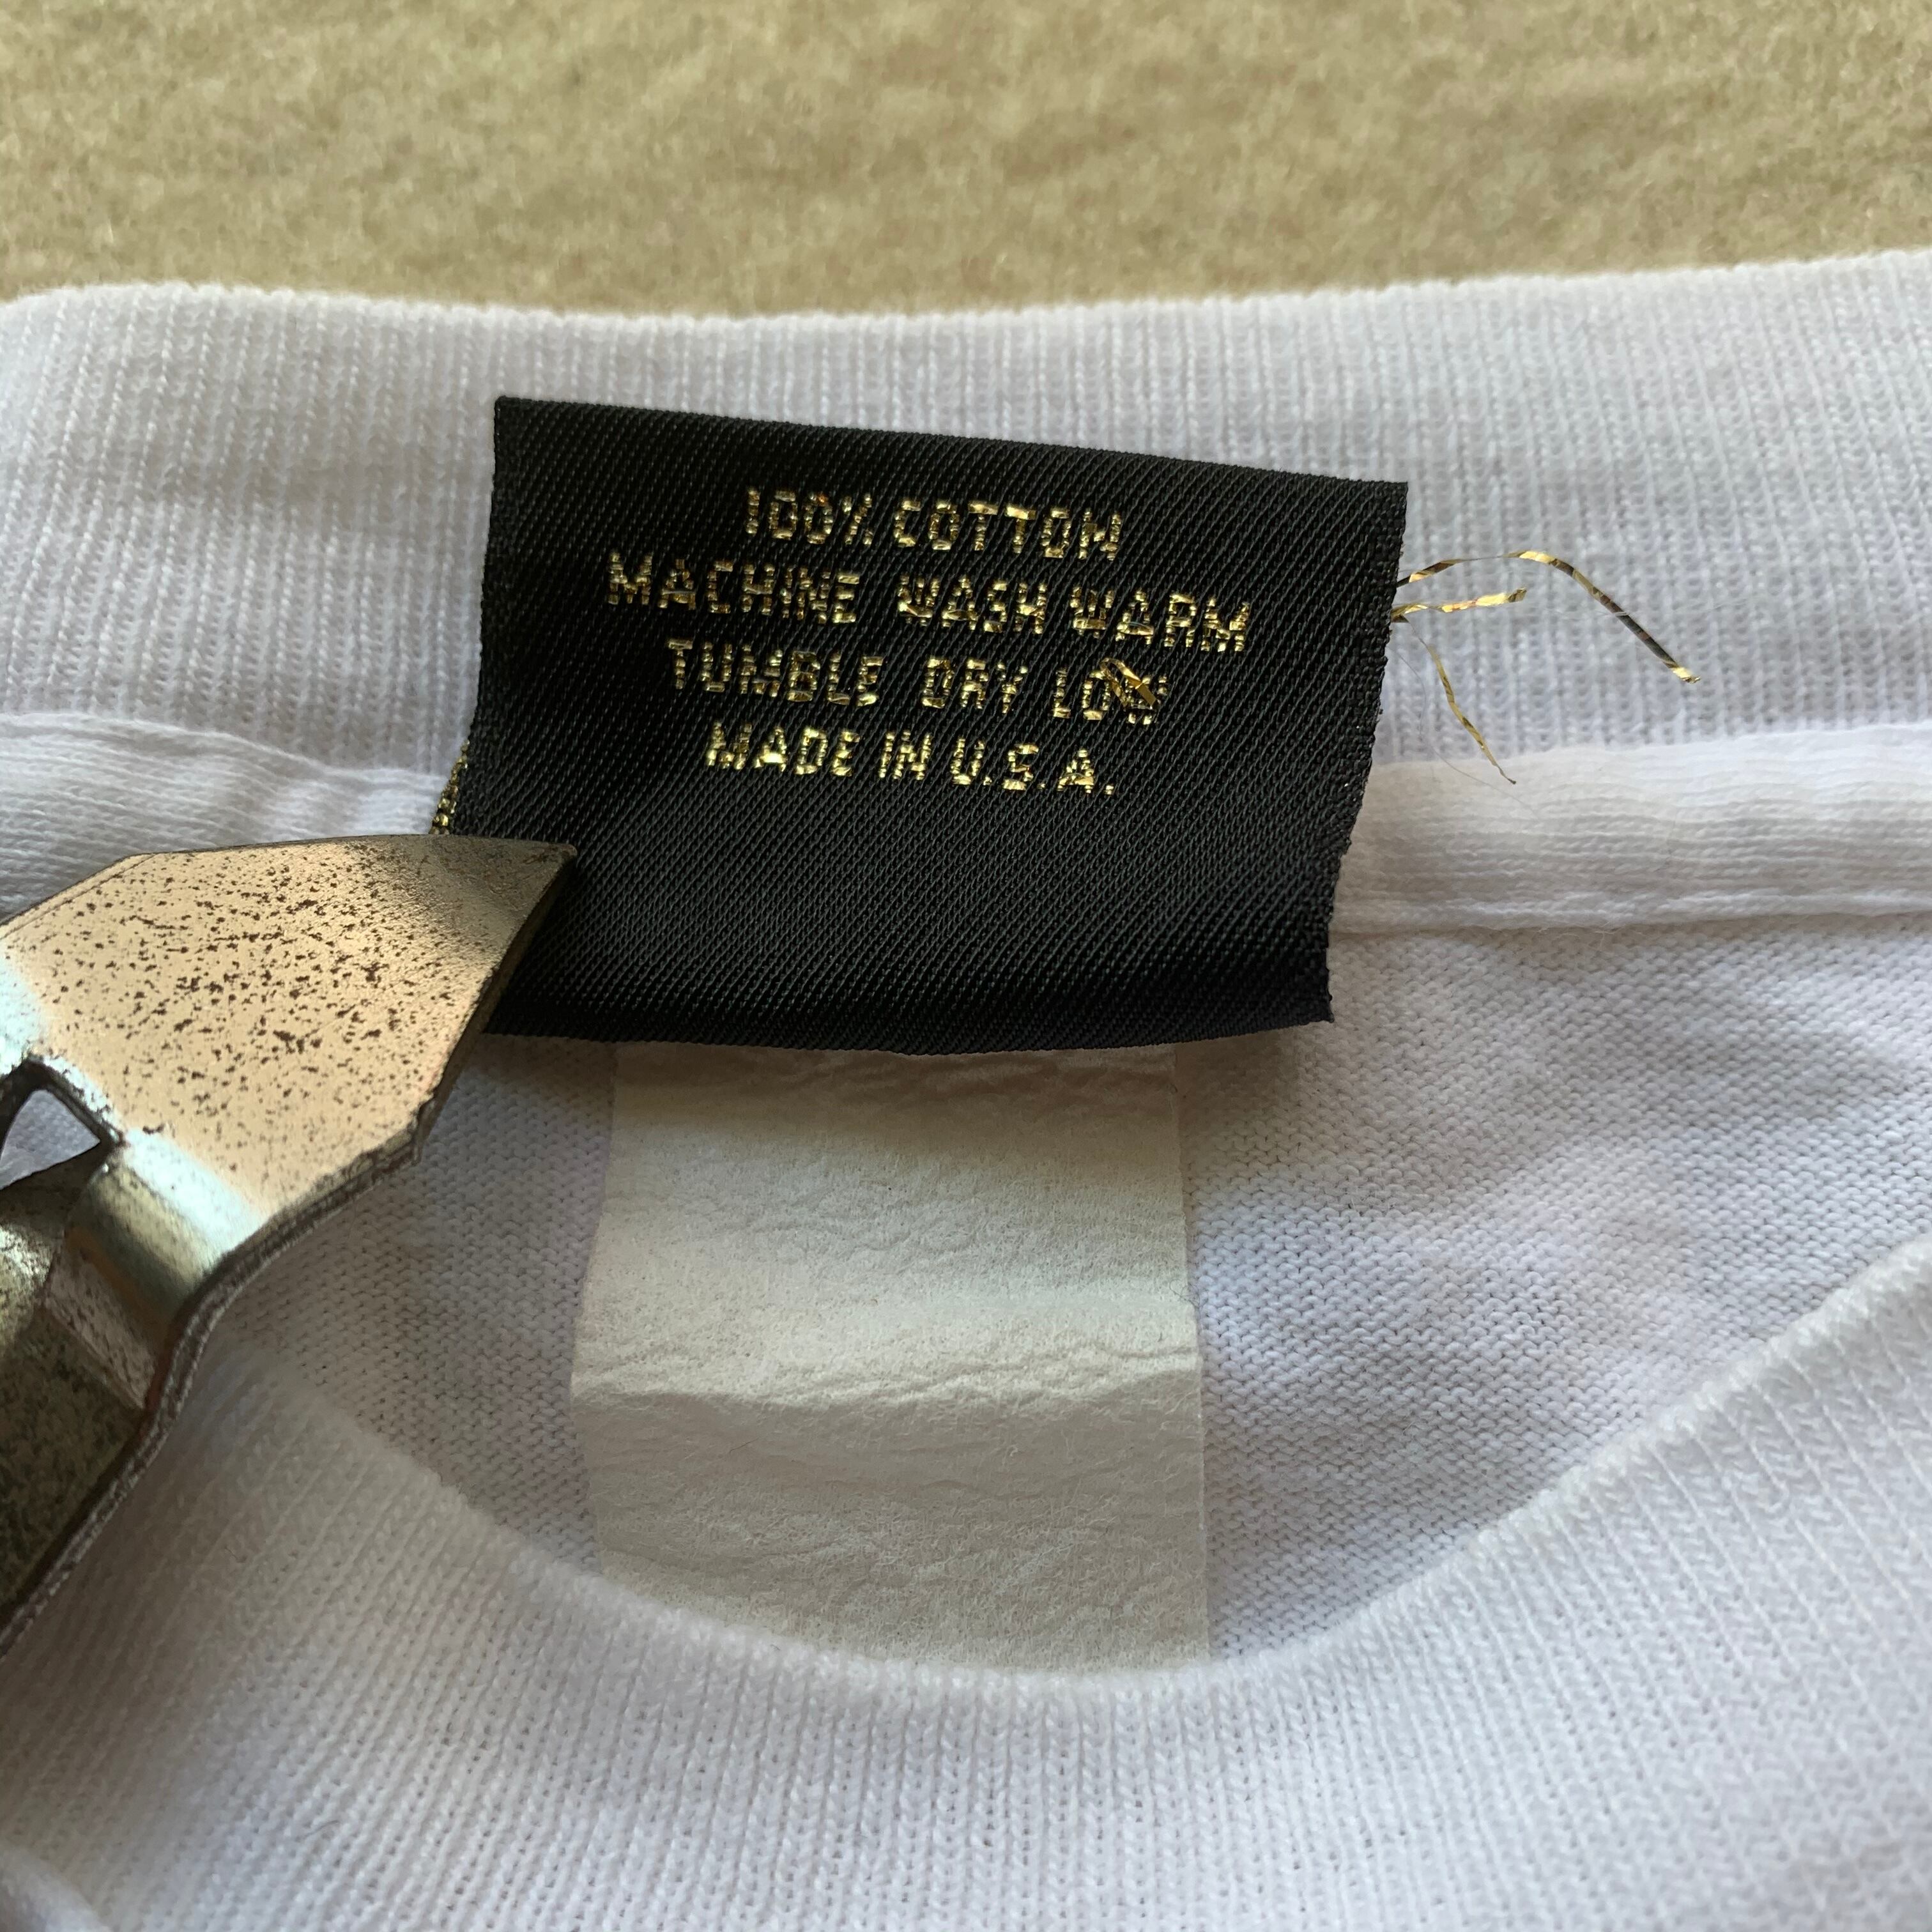 100% COTTON
MACHINE WASH WARM
TUMBLE DRY LOW
MADE IN U.S.A.